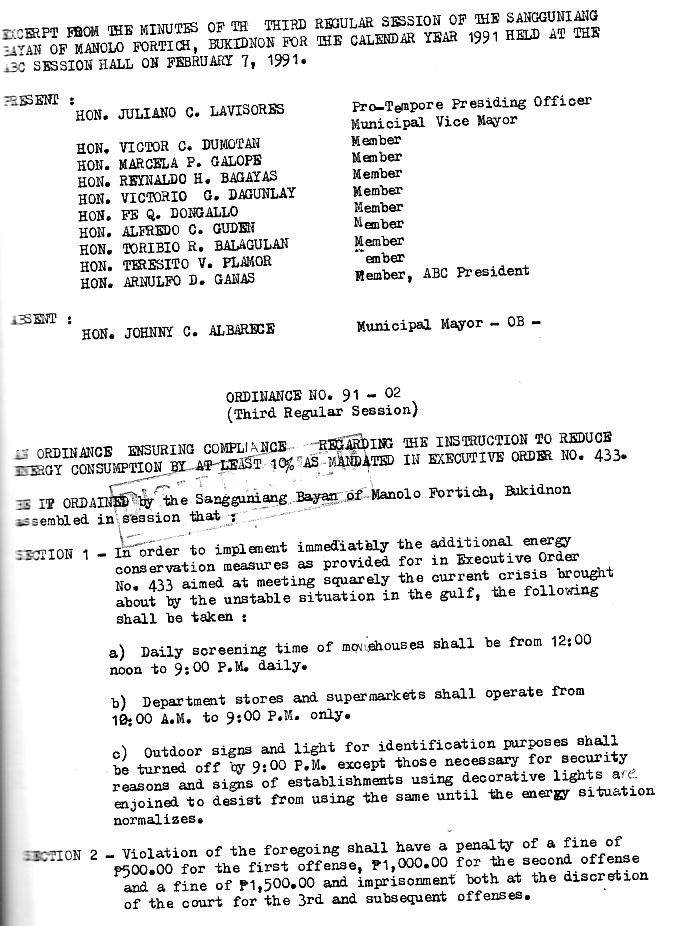 EXCERPT FROM THE MINUTES OF TH THIRD REGULAR SESSION OF THE SANGGUNIANG
BAYAN OF MANOLO FORTICH, BUKIDNON FOR THE CALENDAR YEAR 1991 HELD AT THE
ABC SESSION HALL ON FEBRUARY 7, 1991.
PRESENT :
HON. JULIANO C. LAVISORES Pro-Tempore Presiding Officer
Municipal Vice Mayor
HON. VICTOR C. DUMOTAN Member
HON. MARCELA P. GALOPE Member
HON. REYNALDO H. BAGAYAS Member
HON. VICTORIO G. DAGUNLAY Member
HON. FE Q. DONGALLO Member
HON. ALFREDO C. GUDEN Member
HON. TORIBIO R. BALAGULAN Member
HON. TERESITO V. PLAMOR ember
HON. ARNULFO D. GANAS Member, ABC President
ABSENT :
HON. JOHNNY C. ALBARECE Municipal Mayor - OB -
ORDINANCE NO. 91 - 02
(Third Regular Session)
AN ORDINANCE ENSURING COMPLIANCE REGARDING THE INSTRUCTION TO REDUCE
ENERGY CONSUMPTION BY AT LEAST 10% AS MANDATED IN EXECUTIVE ORDER NO. 433.
BE IT ORDAINED by the Sangguniang Bayan of Manolo Fortich, Bukidnon
assembled in session that :
SECTION 1 - In order to implement immediately the additional energy
conservation measures as provided for in Executive Order
No. 433 aimed at meeting squarely the current crisis brought
about by the unstable situation in the gulf, the following
shall be taken :
a) Daily screening time of moviehouses shall be from 12:00
noon to 9:00 P.M. daily.
b) Department stores and supermarkets shall operate from
10:00 A.M. to 9:00 P.M. only.
c) Outdoor signs and light for identification purposes shall
be turned off by 9:00 P.M. except those necessary for security
reasons and signs of establishments using decorative lights are
enjoined to desist from using the same until the energy situation
normalizes.
SECTION 2 - Violation of the foregoing shall have a penalty of a fine of
₱500.00 for the first offense, ₱1,000.00 for the second offense
and a fine of ₱1,500.00 and imprisonment both at the discretion
of the court for the 3rd and subsequent offenses.